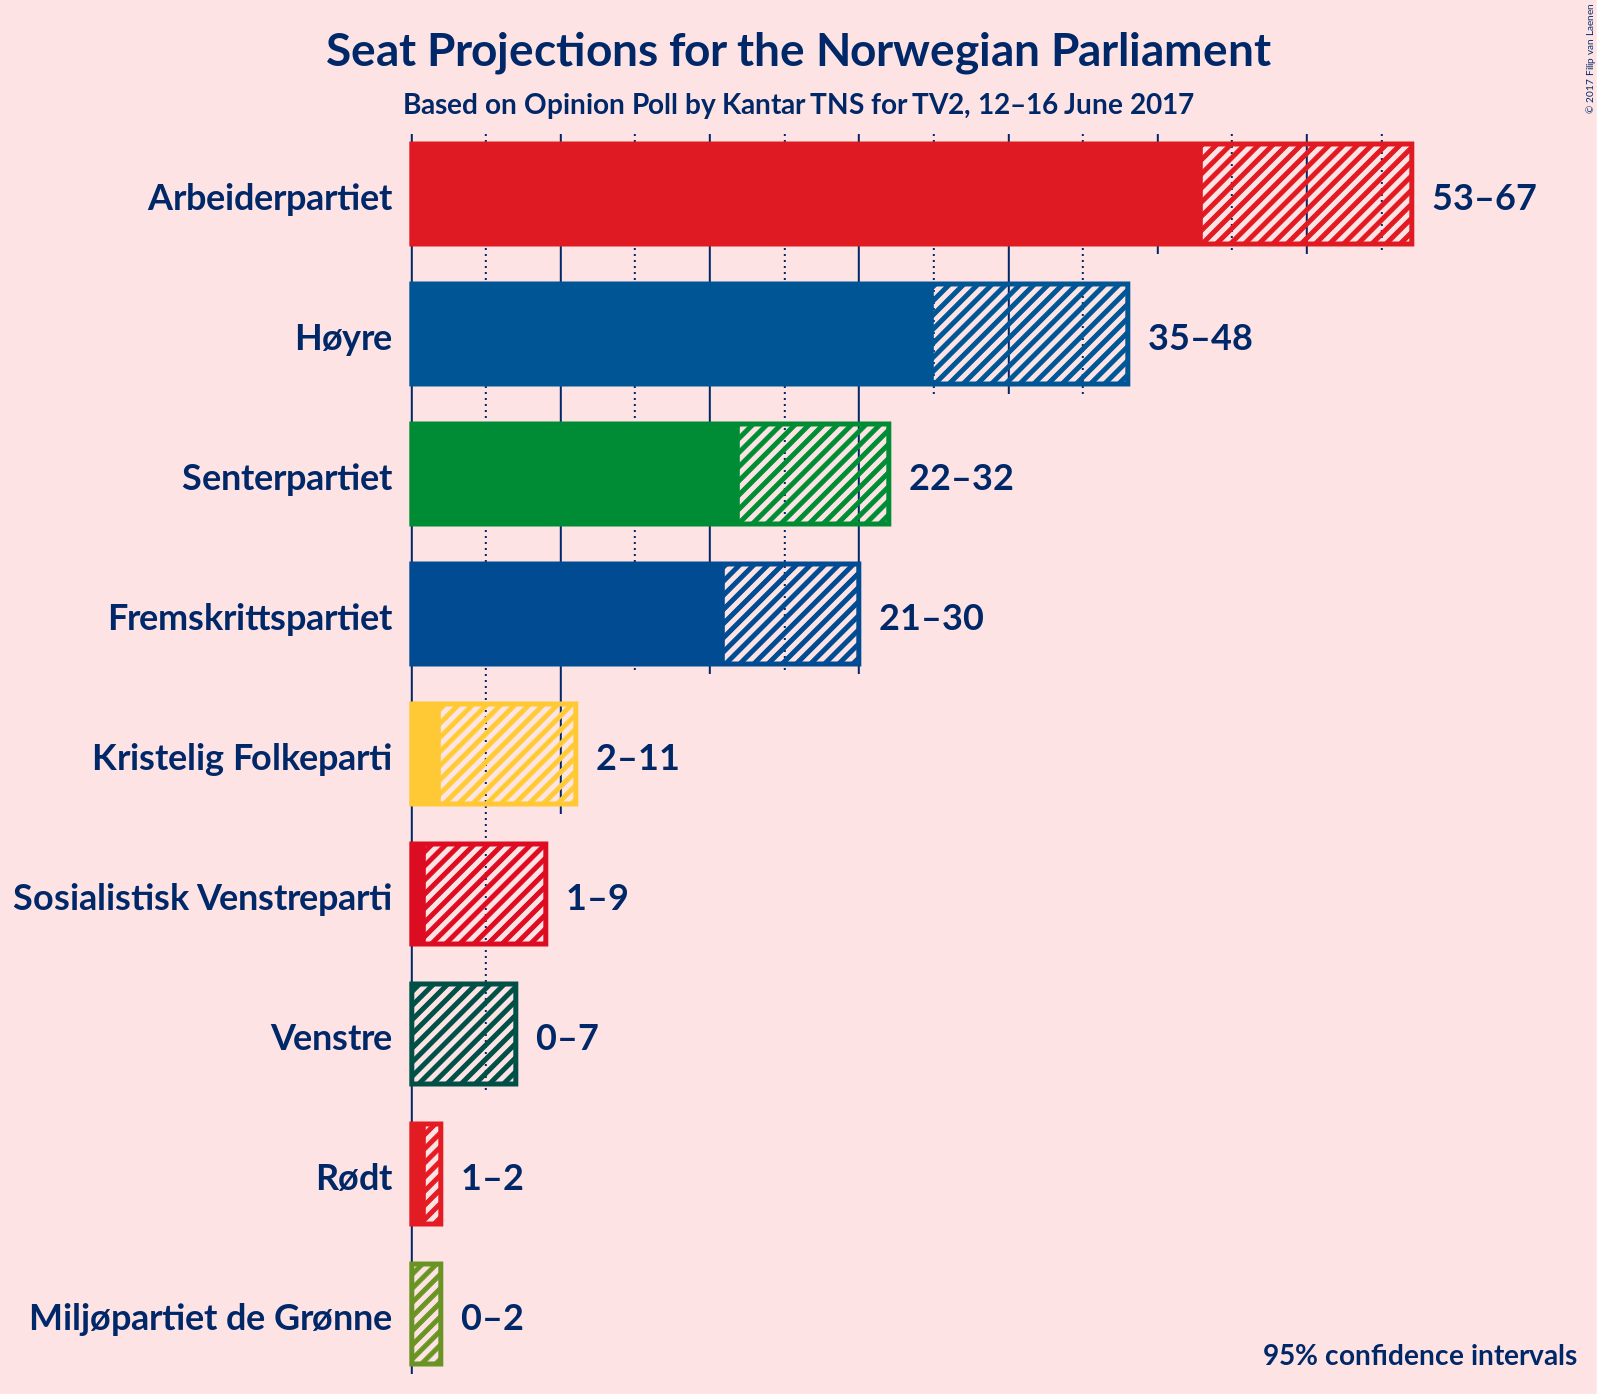 Seat Projections for the Norwegian Parliament
Based on Opinion Poll by Kantar TNS for TV2, 12–16 June 2017
© 2017 Filip van Laenen
Arbeiderpartiet 53–67
Høyre 35–48
Senterpartiet 22–32
Fremskrittspartiet 21–30
Kristelig Folkeparti 2–11
Sosialistisk Venstreparti 1–9
Venstre 0–7
Rødt 1–2
Miljøpartiet de Grønne 0–2
95% confidence intervals